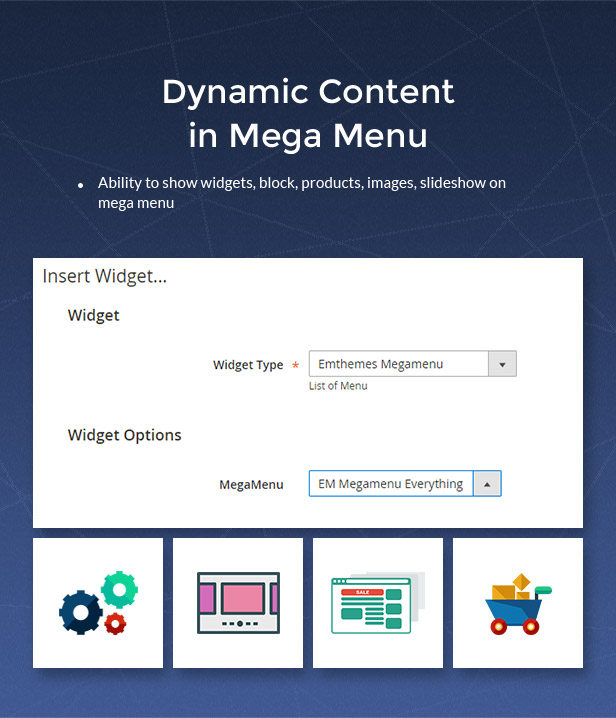 Dynamic Content
in Mega Menu
• Ability to show widgets, block, products, images, slideshow on
mega menu
Insert Widget...
Widget
Widget Type * Emthemes Megamenu
List of Menu
Widget Options
MegaMenu EM Megamenu Everything
SALE